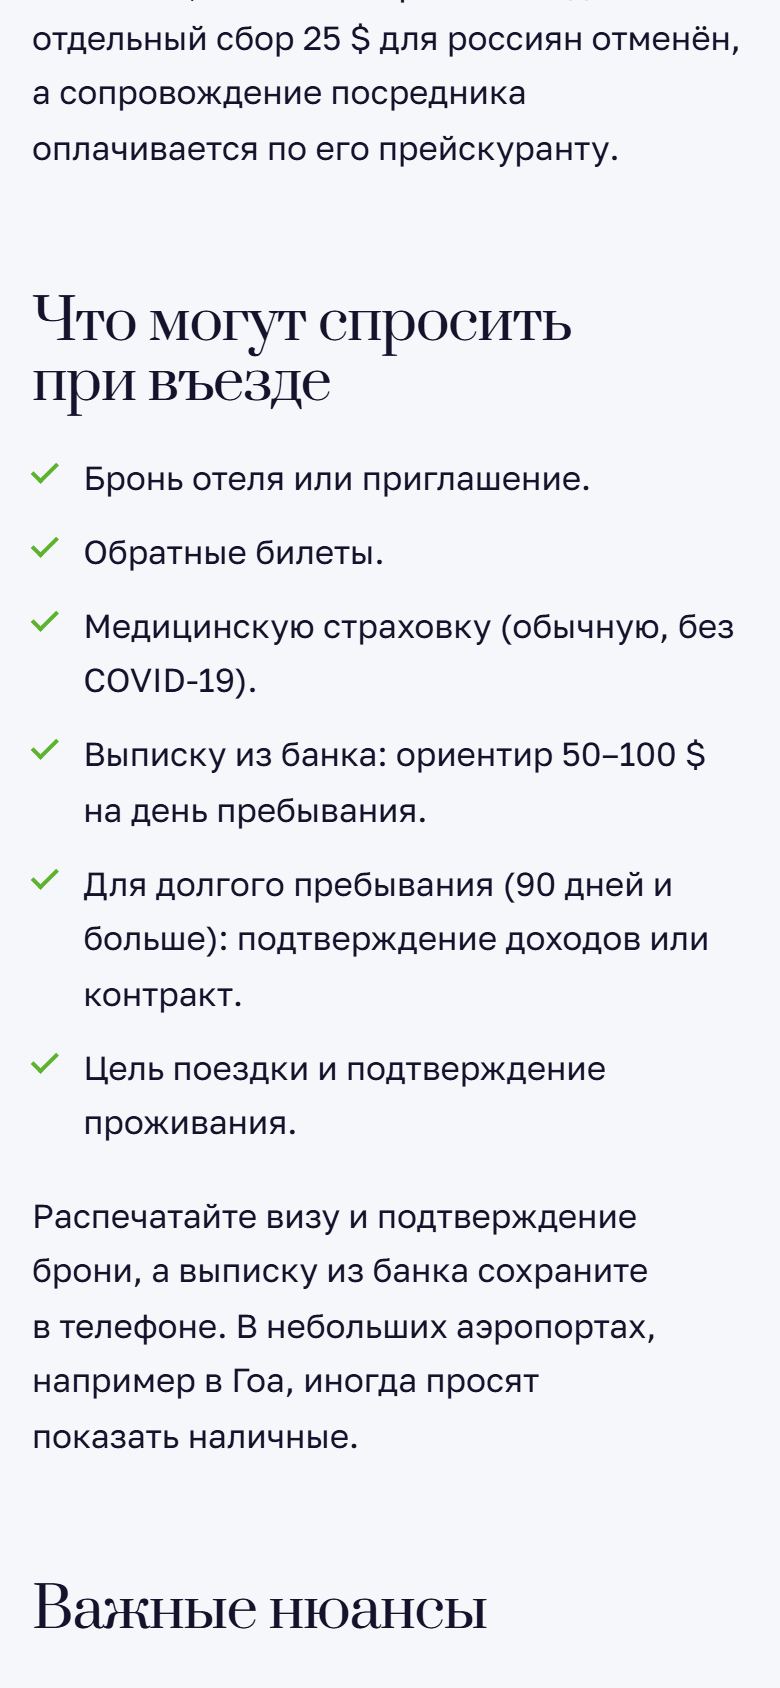 отдельный сбор 25 $ для россиян отменён,
а сопровождение посредника
оплачивается по его прейскуранту.
Что могут спросить
при въезде
Бронь отеля или приглашение.
Обратные билеты.
Медицинскую страховку (обычную, без
COVID-19).
Выписку из банка: ориентир 50–100 $
на день пребывания.
Для долгого пребывания (90 дней и
больше): подтверждение доходов или
контракт.
Цель поездки и подтверждение
проживания.
Распечатайте визу и подтверждение
брони, а выписку из банка сохраните
в телефоне. В небольших аэропортах,
например в Гоа, иногда просят
показать наличные.
Важные нюансы